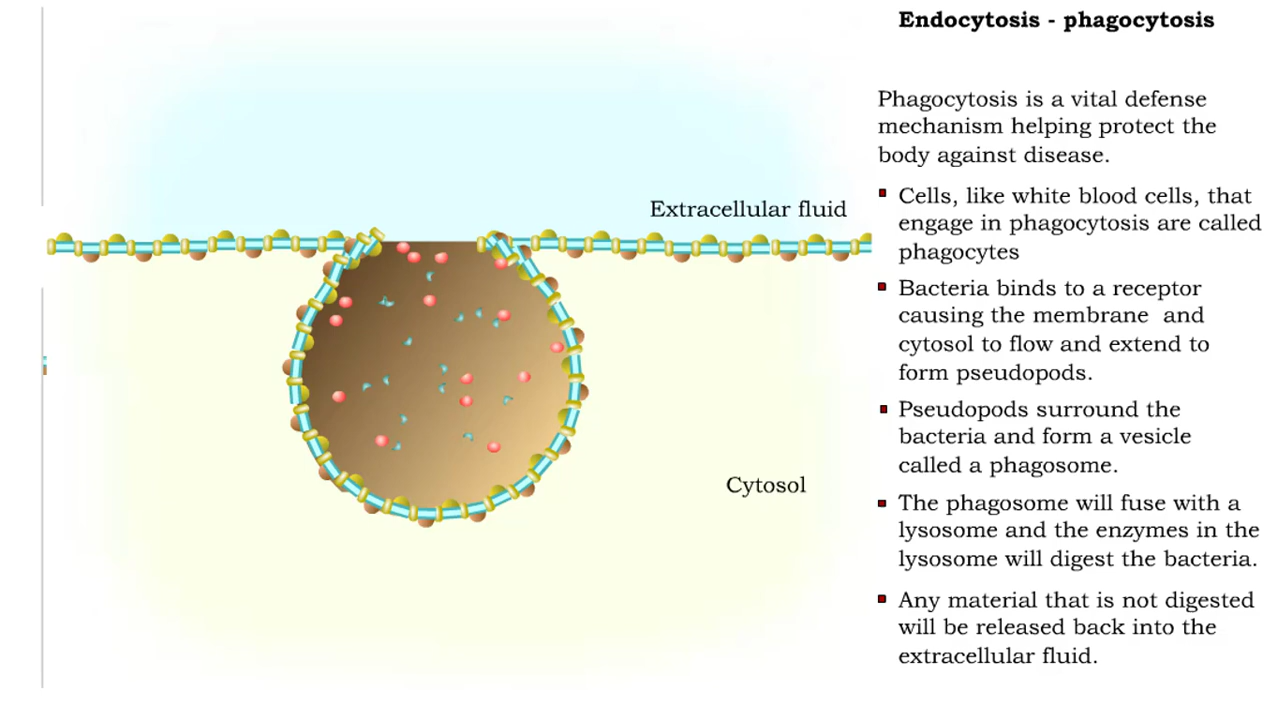 Endocytosis - phagocytosis
Phagocytosis is a vital defense
mechanism helping protect the
body against disease.
Cells, like white blood cells, that
engage in phagocytosis are called
phagocytes
Bacteria binds to a receptor
causing the membrane and
cytosol to flow and extend to
form pseudopods.
Pseudopods surround the
bacteria and form a vesicle
called a phagosome.
The phagosome will fuse with a
lysosome and the enzymes in the
lysosome will digest the bacteria.
Any material that is not digested
will be released back into the
extracellular fluid.
Extracellular fluid
Cytosol